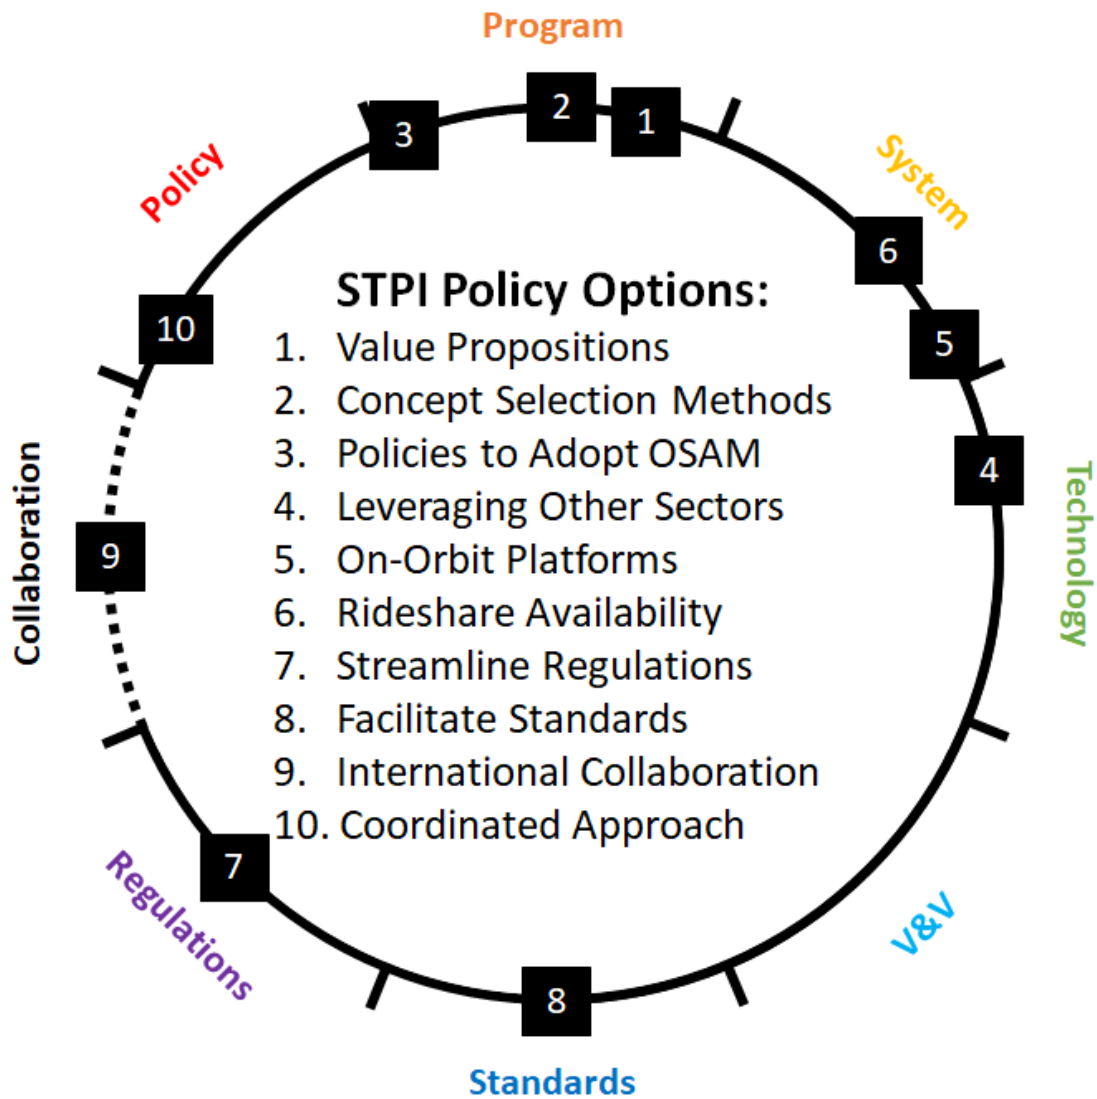 Program
2
1
3
Policy
System
6
10
5
STPI Policy Options:
1. Value Propositions
2. Concept Selection Methods
3. Policies to Adopt OSAM
4. Leveraging Other Sectors
5. On-Orbit Platforms
6. Rideshare Availability
7. Streamline Regulations
8. Facilitate Standards
9. International Collaboration
10. Coordinated Approach
4
Technology
Collaboration
9
7
Regulations
V&V
8
Standards